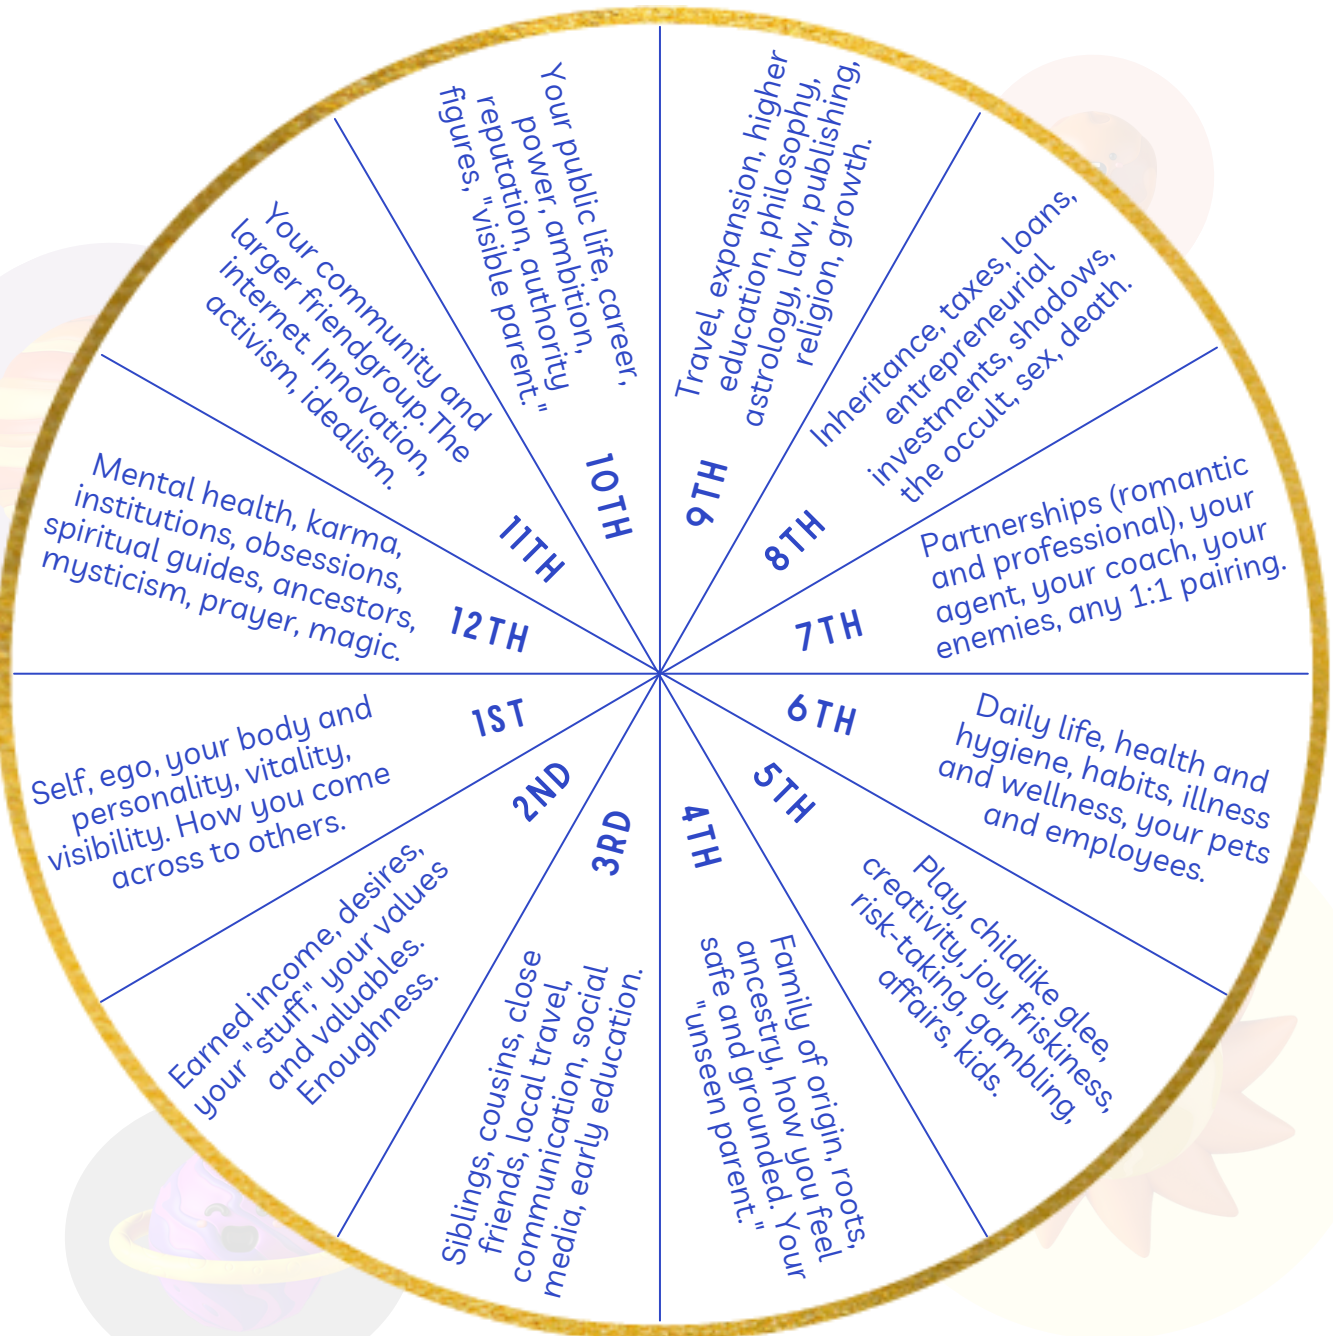 1ST
Self, ego, your body and
personality, vitality,
visibility. How you come
across to others.
2ND
Earned income, desires,
your "stuff," your values
and valuables.
Enoughness.
3RD
Siblings, cousins, close
friends, local travel,
communication, social
media, early education.
4TH
Family of origin, roots,
ancestry, how you feel
safe and grounded. Your
"unseen parent."
5TH
Play, childlike glee,
creativity, joy, friskiness,
risk-taking, gambling,
affairs, kids.
6TH
Daily life, health and
hygiene, habits, illness
and wellness, your pets
and employees.
7TH
Partnerships (romantic
and professional), your
agent, your coach, your
enemies, any 1:1 pairing.
8TH
Inheritance, taxes, loans,
entrepreneurial
investments, shadows,
the occult, sex, death.
9TH
Travel, expansion, higher
education, philosophy,
astrology, law, publishing,
religion, growth.
10TH
Your public life, career,
power, ambition,
reputation, authority
figures, "visible parent."
11TH
Your community and
larger friendgroup.The
internet. Innovation,
activism, idealism.
12TH
Mental health, karma,
institutions, obsessions,
spiritual guides, ancestors,
mysticism, prayer, magic.